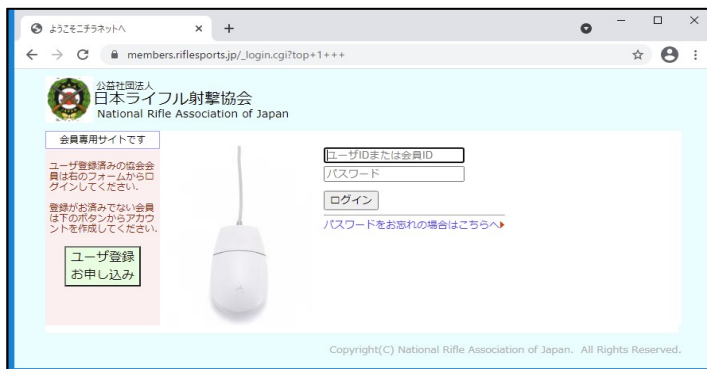 ようこそニチラネットへ
members.riflesports.jp/_login.cgi?top+1+++
公益社団法人
日本ライフル射撃協会
National Rifle Association of Japan
会員専用サイトです
ユーザ登録済みの協会会
員は右のフォームからロ
グインしてください.
登録がお済みでない会員
は下のボタンからアカウ
ントを作成してください.
ユーザ登録
お申し込み
ユーザIDまたは会員ID
パスワード
ログイン
パスワードをお忘れの場合はこちらへ
Copyright(C) National Rifle Association of Japan. All Rights Reserved.